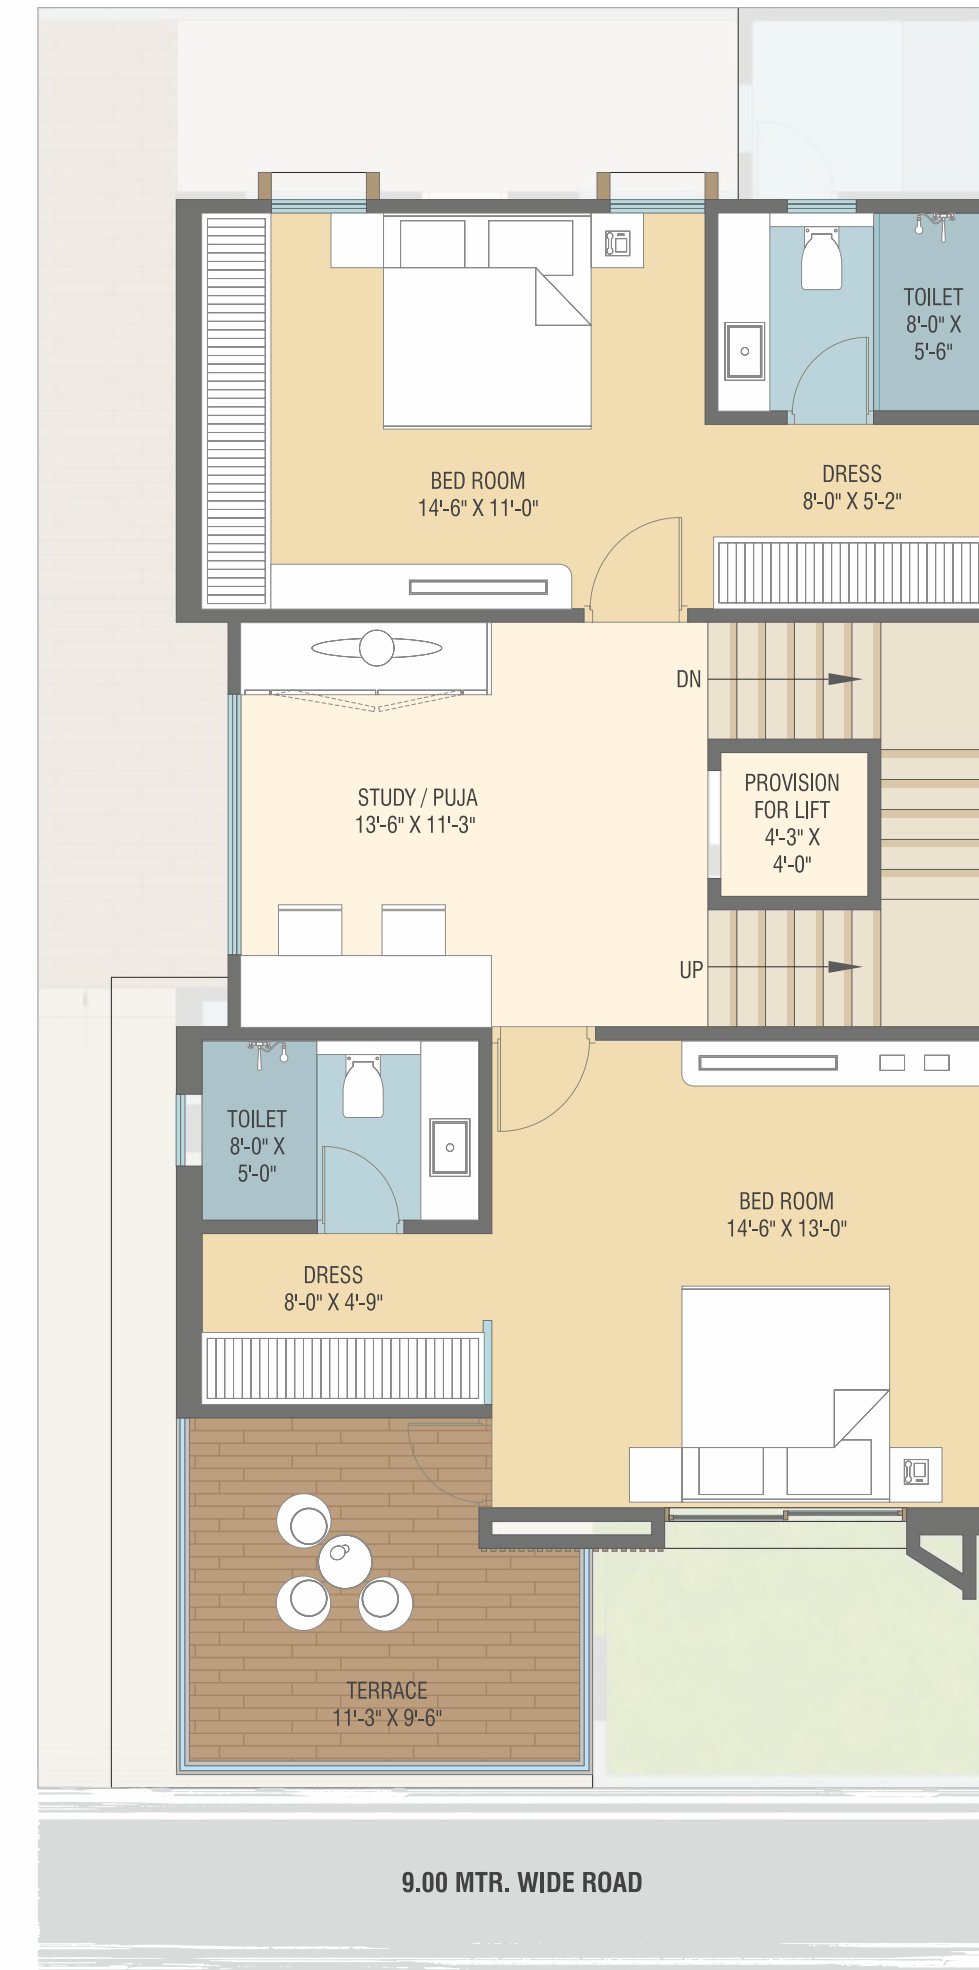 TOILET
8'-0" X
5'-6"
BED ROOM
14'-6" X 11'-0"
DRESS
8'-0" X 5'-2"
DN
PROVISION
FOR LIFT
4'-3" X
4'-0"
STUDY / PUJA
13'-6" X 11'-3"
UP
TOILET
8'-0" X
5'-0"
BED ROOM
14'-6" X 13'-0"
DRESS
8'-0" X 4'-9"
TERRACE
11'-3" X 9'-6"
9.00 MTR. WIDE ROAD